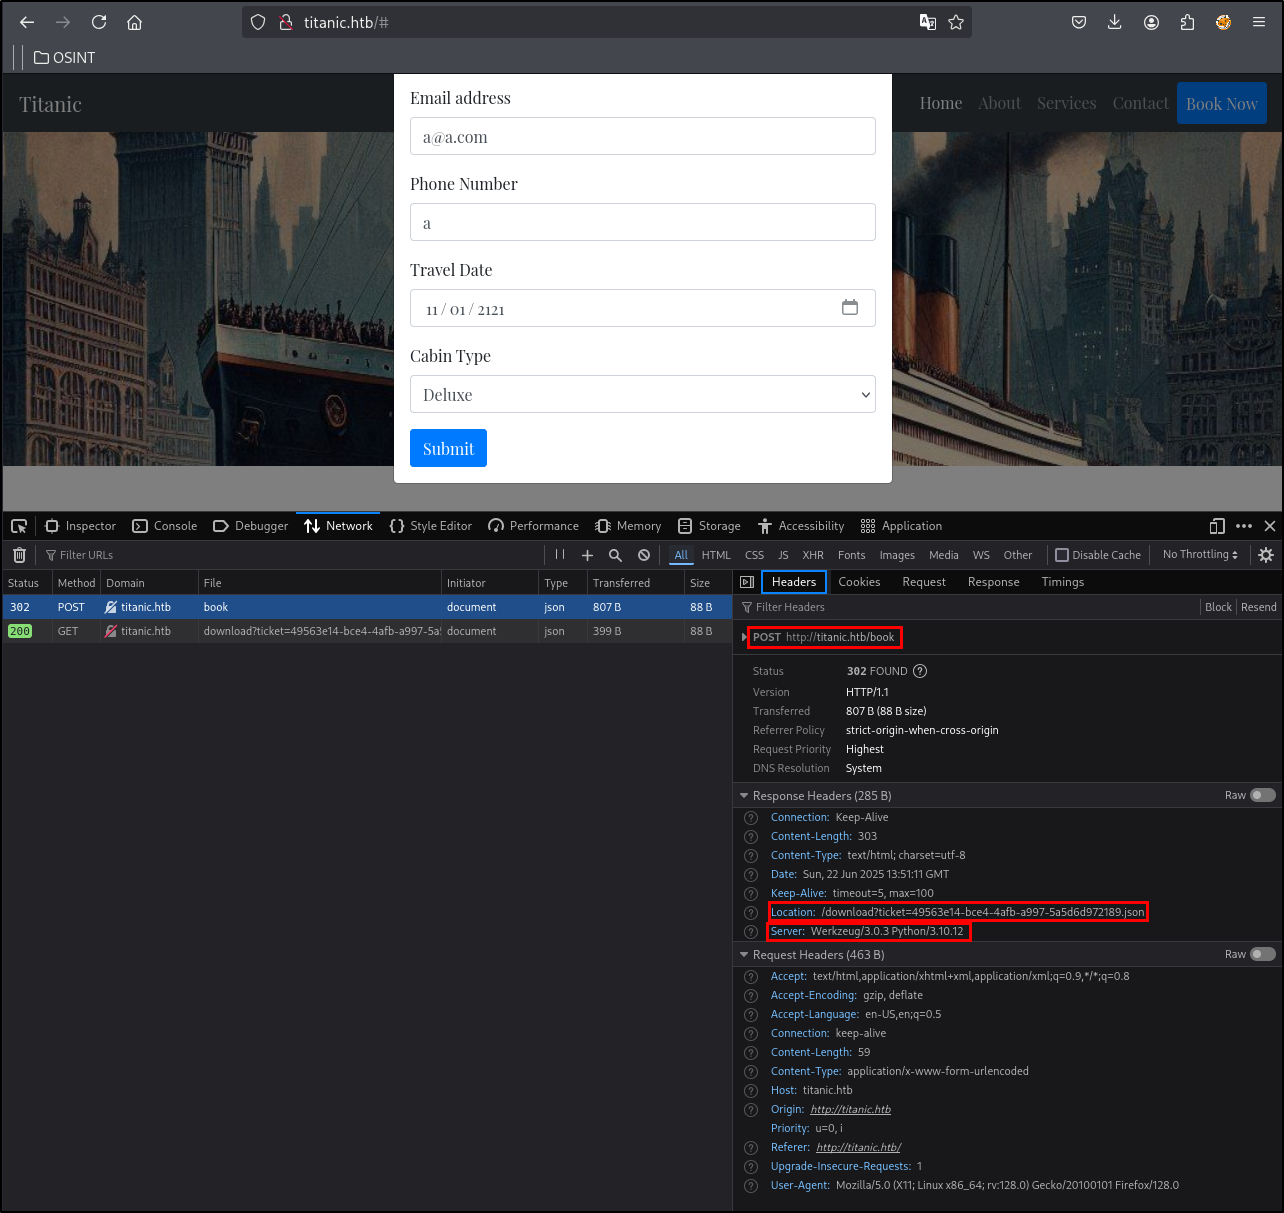 titanic.htb/#
OSINT
Titanic
Home About Services Contact Book Now
Email address
a@a.com
Phone Number
a
Travel Date
11 / 01 / 2121
Cabin Type
Deluxe
Submit
Inspector Console Debugger Network Style Editor Performance Memory Storage Accessibility Application
Filter URLs
All HTML CSS JS XHR Fonts Images Media WS Other Disable Cache No Throttling
Status Method Domain File Initiator Type Transferred Size
302 POST titanic.htb book document json 807 B 88 B
200 GET titanic.htb download?ticket=49563e14-bce4-4afb-a997-5a5 document json 399 B 88 B
Headers Cookies Request Response Timings
Filter Headers
Block Resend
POST http://titanic.htb/book
Status 302 FOUND
Version HTTP/1.1
Transferred 807 B (88 B size)
Referrer Policy strict-origin-when-cross-origin
Request Priority Highest
DNS Resolution System
Response Headers (285 B) Raw
Connection: Keep-Alive
Content-Length: 303
Content-Type: text/html; charset=utf-8
Date: Sun, 22 Jun 2025 13:51:11 GMT
Keep-Alive: timeout=5, max=100
Location: /download?ticket=49563e14-bce4-4afb-a997-5a5d6d972189.json
Server: Werkzeug/3.0.3 Python/3.10.12
Request Headers (463 B) Raw
Accept: text/html,application/xhtml+xml,application/xml;q=0.9,*/*;q=0.8
Accept-Encoding: gzip, deflate
Accept-Language: en-US,en;q=0.5
Connection: keep-alive
Content-Length: 59
Content-Type: application/x-www-form-urlencoded
Host: titanic.htb
Origin: http://titanic.htb
Priority: u=0, i
Referer: http://titanic.htb/
Upgrade-Insecure-Requests: 1
User-Agent: Mozilla/5.0 (X11; Linux x86_64; rv:128.0) Gecko/20100101 Firefox/128.0